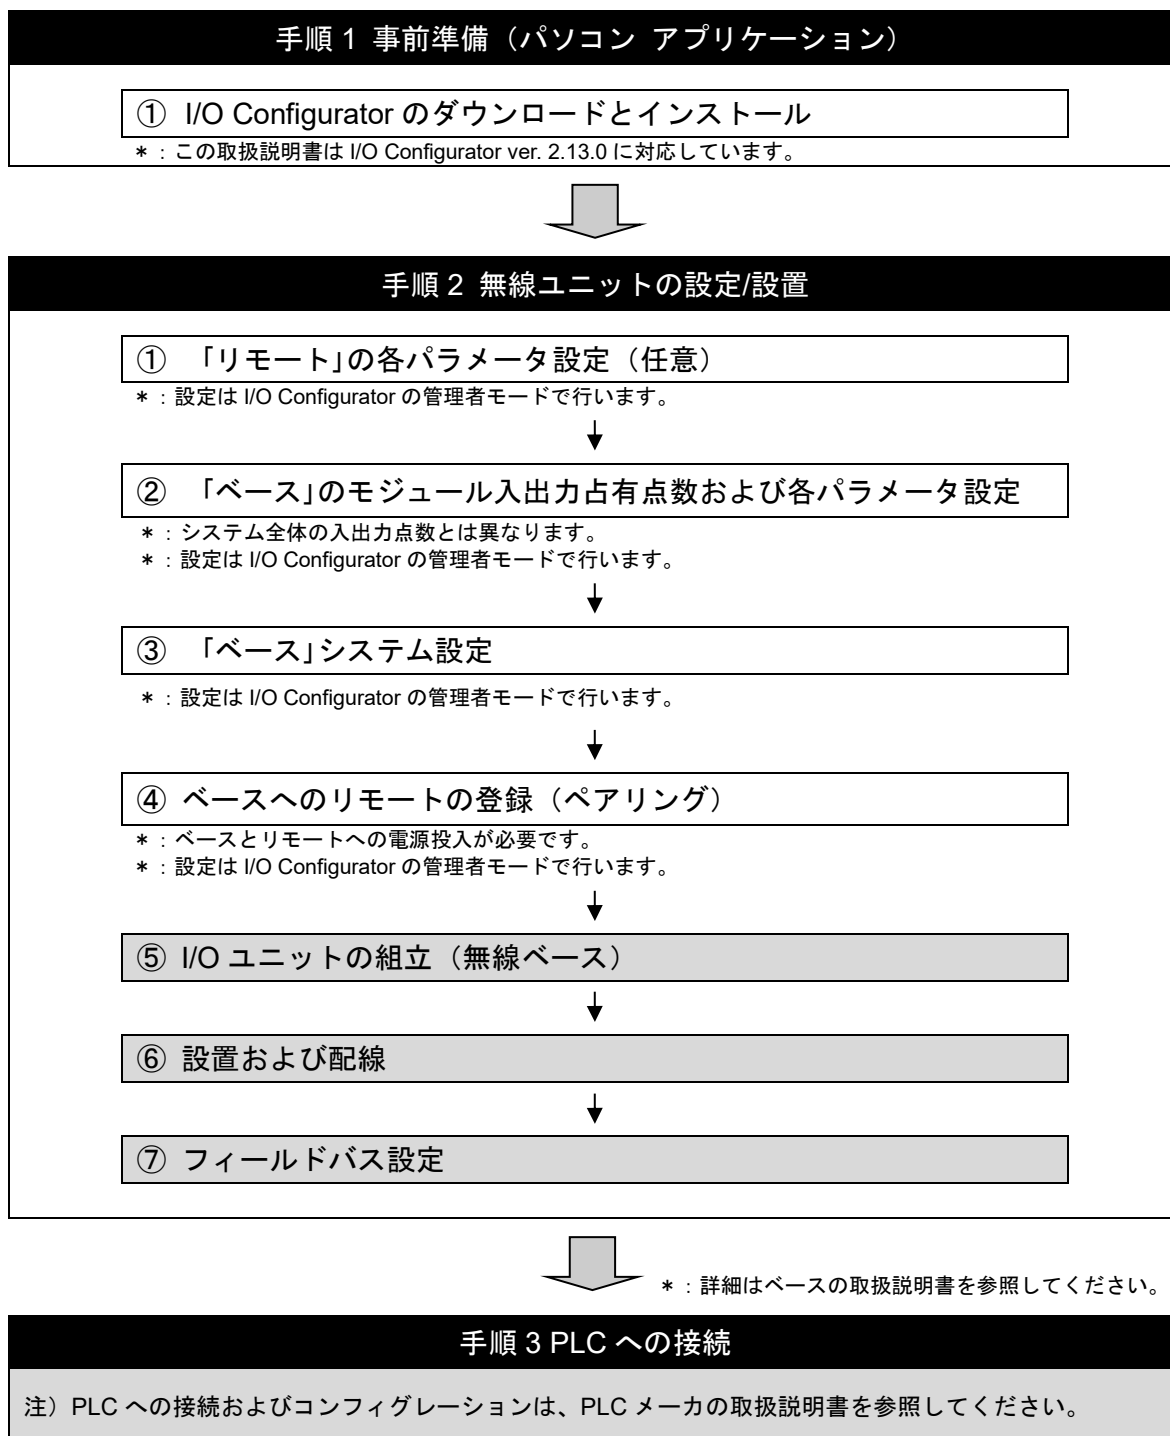 手順 1 事前準備（パソコン アプリケーション）
① I/O Configurator のダウンロードとインストール
＊：この取扱説明書は I/O Configurator ver. 2.13.0 に対応しています。
手順 2 無線ユニットの設定/設置
① 「リモート」の各パラメータ設定（任意）
＊：設定は I/O Configurator の管理者モードで行います。
② 「ベース」のモジュール入出力占有点数および各パラメータ設定
＊：システム全体の入出力点数とは異なります。
＊：設定は I/O Configurator の管理者モードで行います。
③ 「ベース」システム設定
＊：設定は I/O Configurator の管理者モードで行います。
④ ベースへのリモートの登録（ペアリング）
＊：ベースとリモートへの電源投入が必要です。
＊：設定は I/O Configurator の管理者モードで行います。
⑤ I/O ユニットの組立（無線ベース）
⑥ 設置および配線
⑦ フィールドバス設定
＊：詳細はベースの取扱説明書を参照してください。
手順 3 PLC への接続
注）PLC への接続およびコンフィグレーションは、PLC メーカの取扱説明書を参照してください。